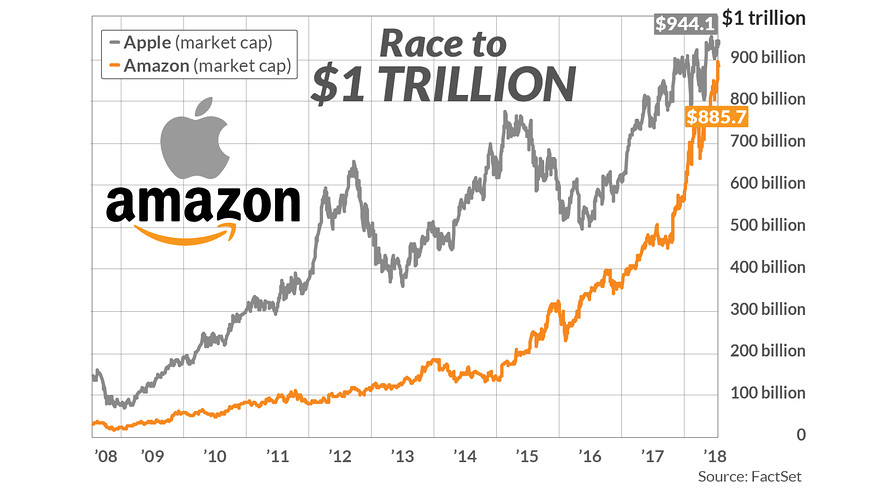 Apple (market cap)
Amazon (market cap)
Race to
$1 TRILLION
$944.1
$1 trillion
900 billion
800 billion
$885.7
700 billion
600 billion
500 billion
400 billion
300 billion
200 billion
100 billion
0
amazon
'08 '09 '10 '11 '12 '13 '14 '15 '16 '17 '18
Source: FactSet